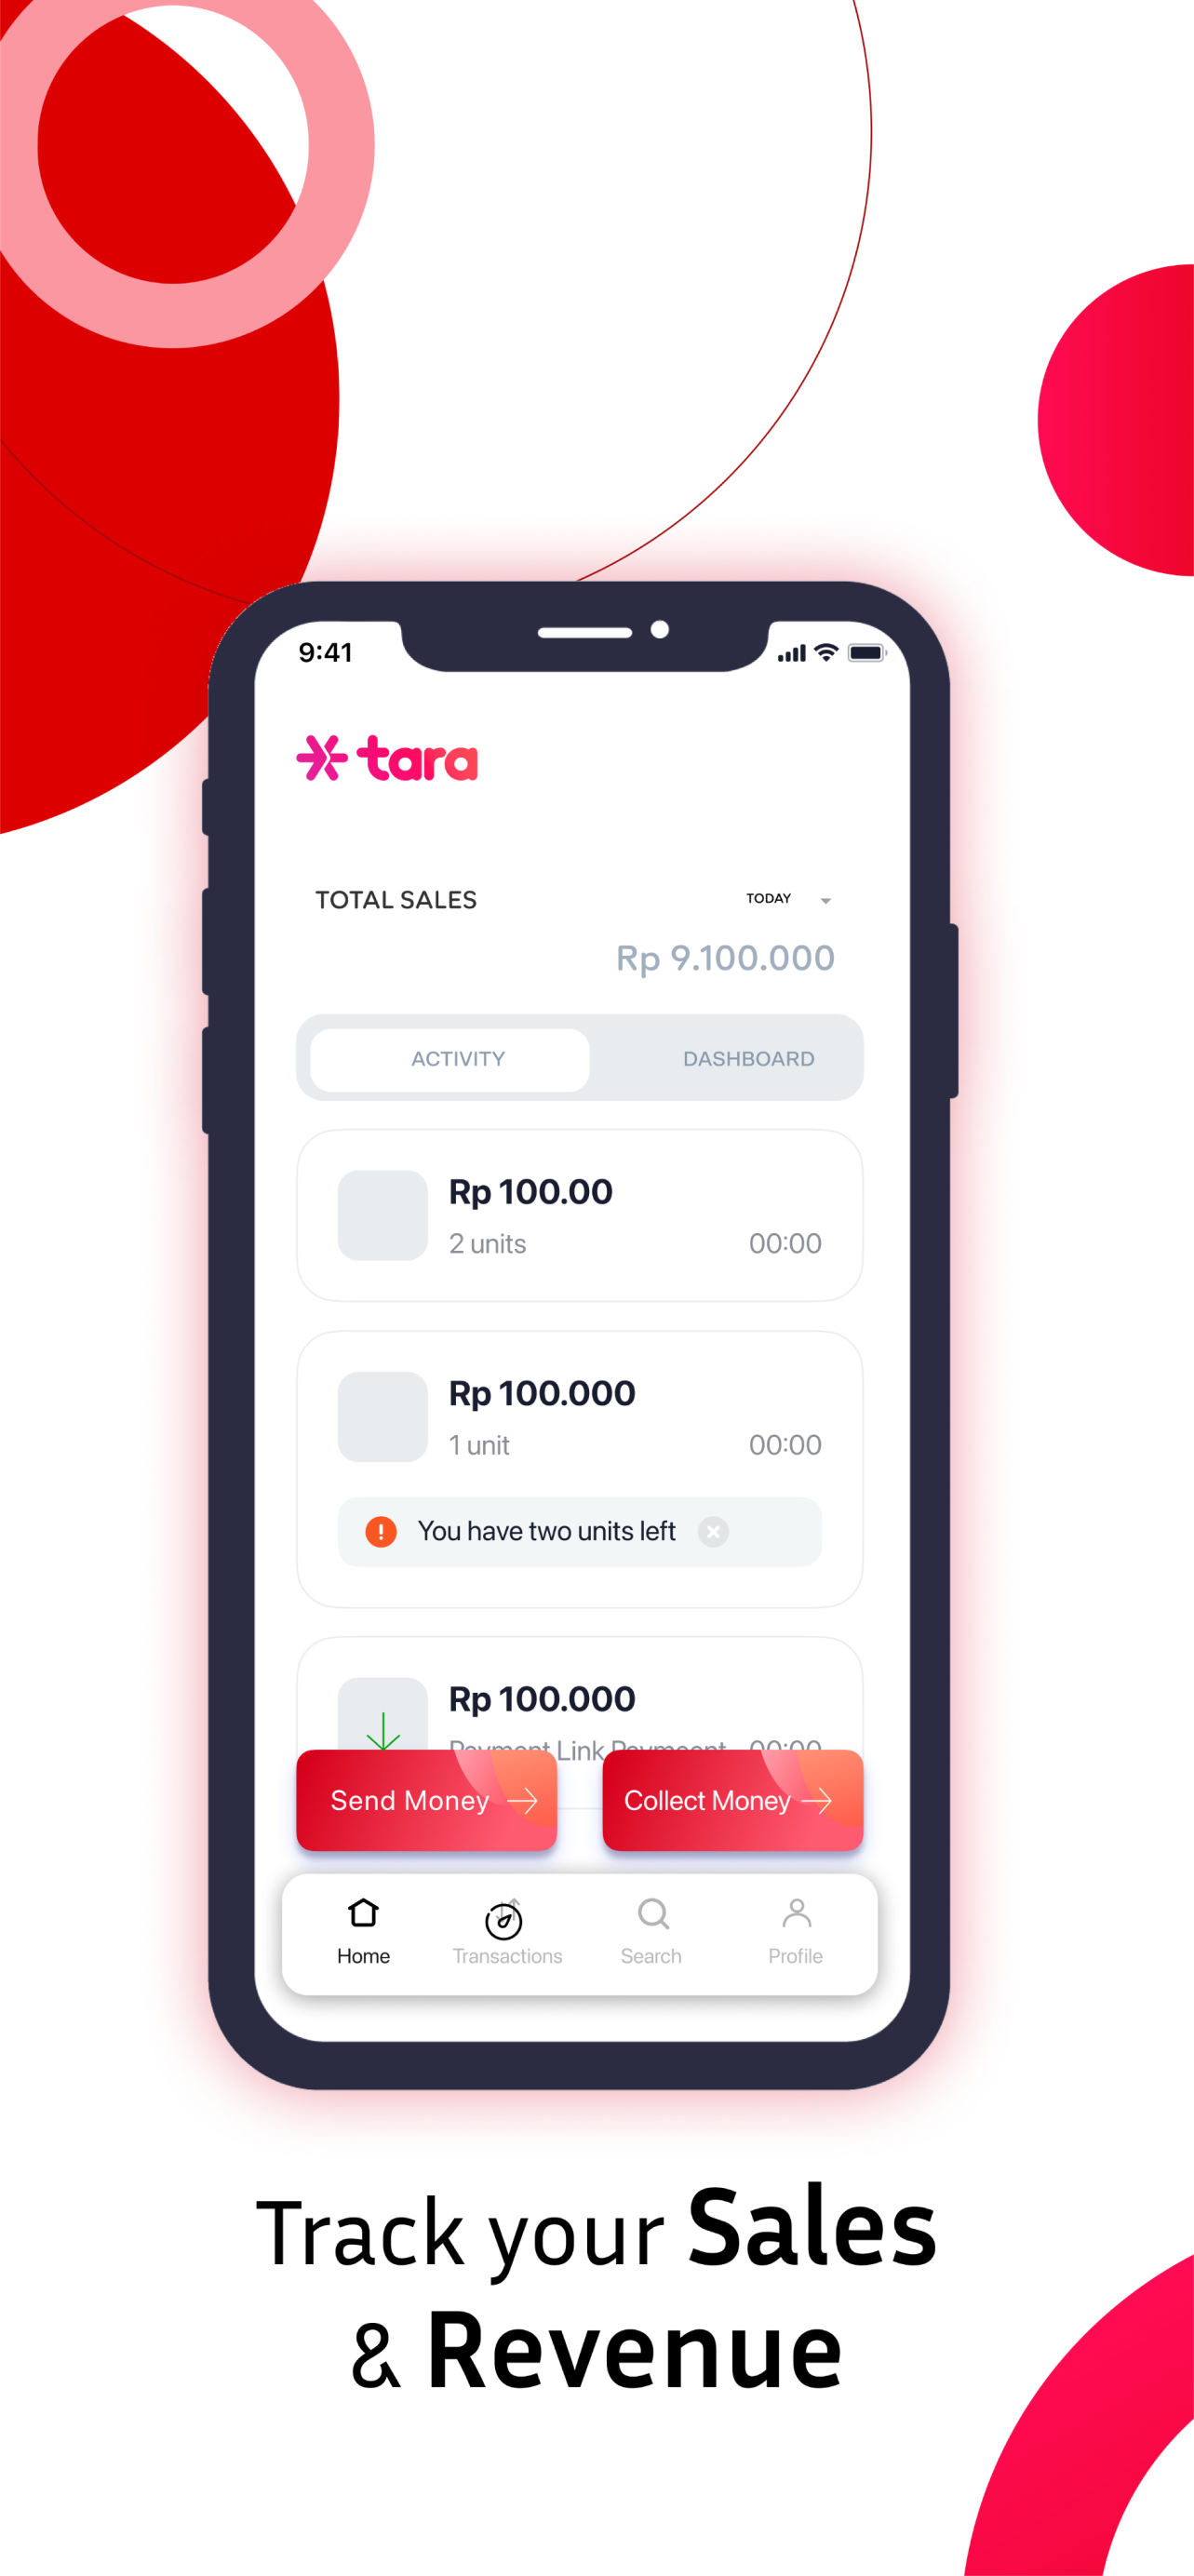 9:41
tara
TOTAL SALES
TODAY
Rp 9.100.000
ACTIVITY
DASHBOARD
Rp 100.00
2 units
00:00
Rp 100.000
1 unit
00:00
You have two units left
Rp 100.000
Link
00:00
Send Money
Collect Money
Home
Transactions
Search
Profile
Track your Sales
& Revenue